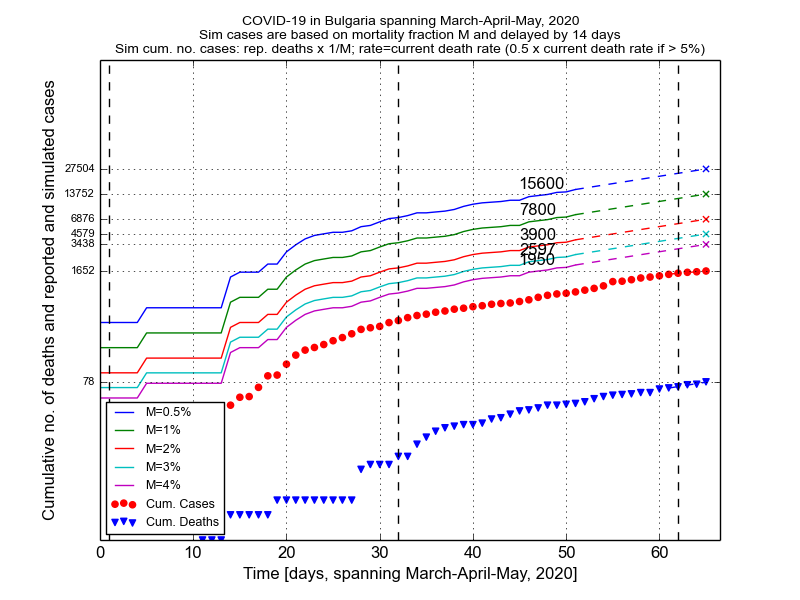 COVID-19 in Bulgaria spanning March-April-May, 2020
Sim cases are based on mortality fraction M and delayed by 14 days
Sim cum. no. cases: rep. deaths x 1/M; rate=current death rate (0.5 x current death rate if > 5%)
Cumulative no. of deaths and reported and simulated cases
27504
13752
6876
4579
3438
1652
78
15600
7800
3900
2597
1950
M=0.5%
M=1%
M=2%
M=3%
M=4%
Cum. Cases
Cum. Deaths
0 10 20 30 40 50 60
Time [days, spanning March-April-May, 2020]